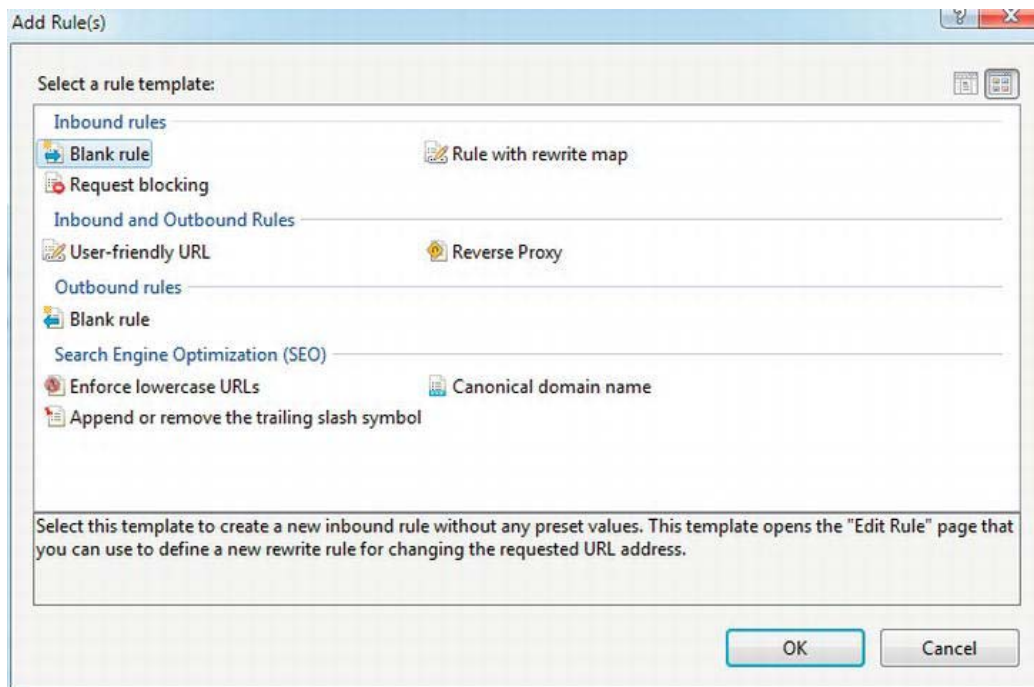 Add Rule(s)
Select a rule template:
Inbound rules
Blank rule Rule with rewrite map
Request blocking
Inbound and Outbound Rules
User-friendly URL Reverse Proxy
Outbound rules
Blank rule
Search Engine Optimization (SEO)
Enforce lowercase URLs Canonical domain name
Append or remove the trailing slash symbol
Select this template to create a new inbound rule without any preset values. This template opens the "Edit Rule" page that
you can use to define a new rewrite rule for changing the requested URL address.
OK Cancel